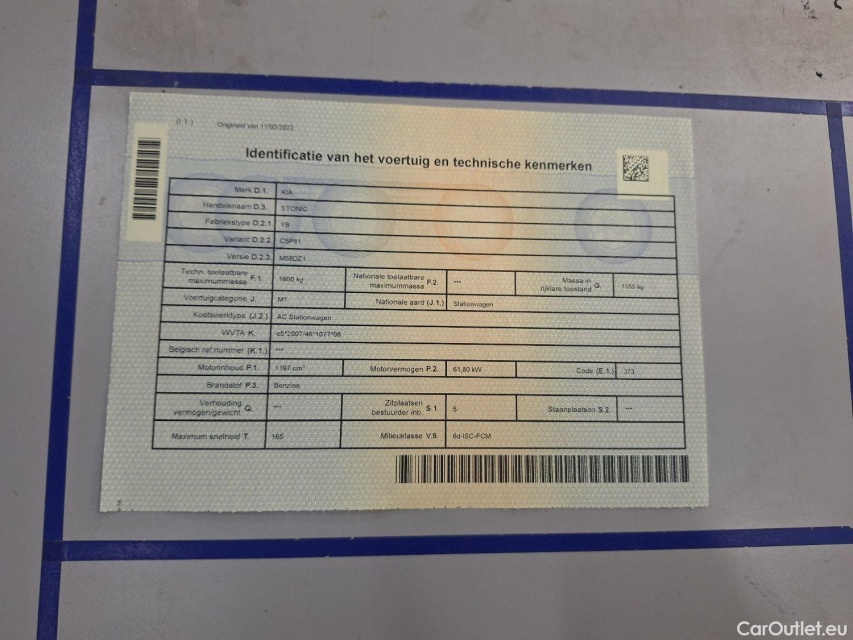 (I.1.)
Origineel van 11/02/2022
Identificatie van het voertuig en technische kenmerken
Merk D.1. KIA
Handelsnaam D.3. STONIC
Fabriekstype D.2.1. YB
Variant D.2.2. C5P81
Versie D.2.3. M58DZ1
Techn. toelaatbare maximummassa F.1. 1600 kg Nationale toelaatbare maximummassa F.2. --- Massa in rijklare toestand G. 1155 kg
Voertuigcategorie J. M1 Nationale aard (J.1.) Stationwagen
Koetswerktype (J.2.) AC Stationwagen
WVTA K. e5*2007/46*1077*08
Belgisch ref.nummer (K.1.) ---
Motorinhoud P.1. 1197 cm³ Motorvermogen P.2. 61,80 kW Code (E.1.) 373
Brandstof P.3. Benzine
Verhouding vermogen/gewicht Q. --- Zitplaatsen bestuurder inb. S.1 5 Staanplaatsen S.2. ---
Maximum snelheid T. 165 Milieuklasse V.9. 6d-ISC-FCM
CarOutlet.eu